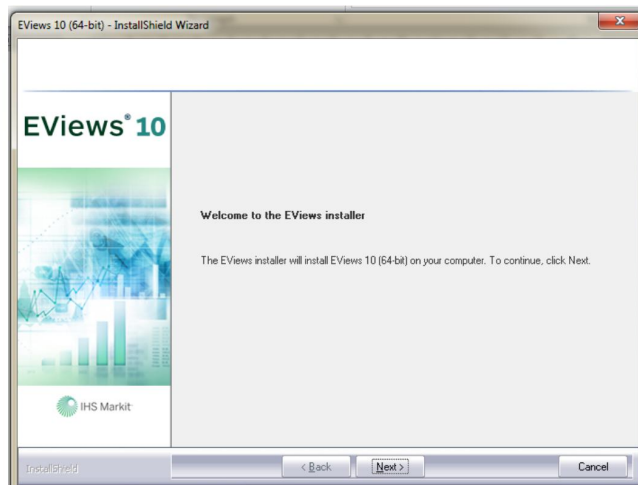 EViews 10 (64-bit) - InstallShield Wizard
EViews® 10
Welcome to the EViews installer
The EViews installer will install EViews 10 (64-bit) on your computer. To continue, click Next.
IHS Markit
InstallShield
< Back
Next >
Cancel